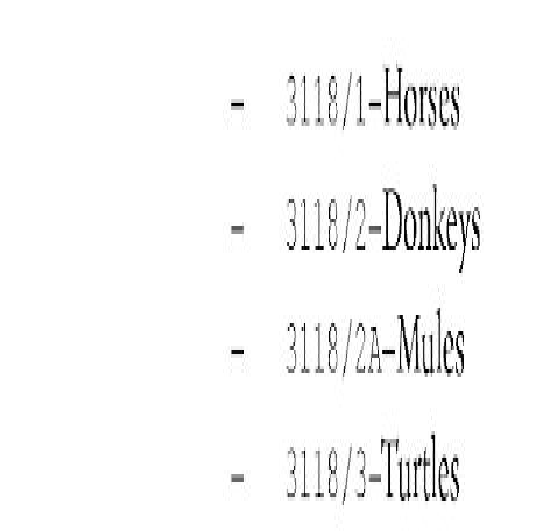 – 3118/1–Horses
– 3118/2–Donkeys
– 3118/2A–Mules
– 3118/3–Turtles